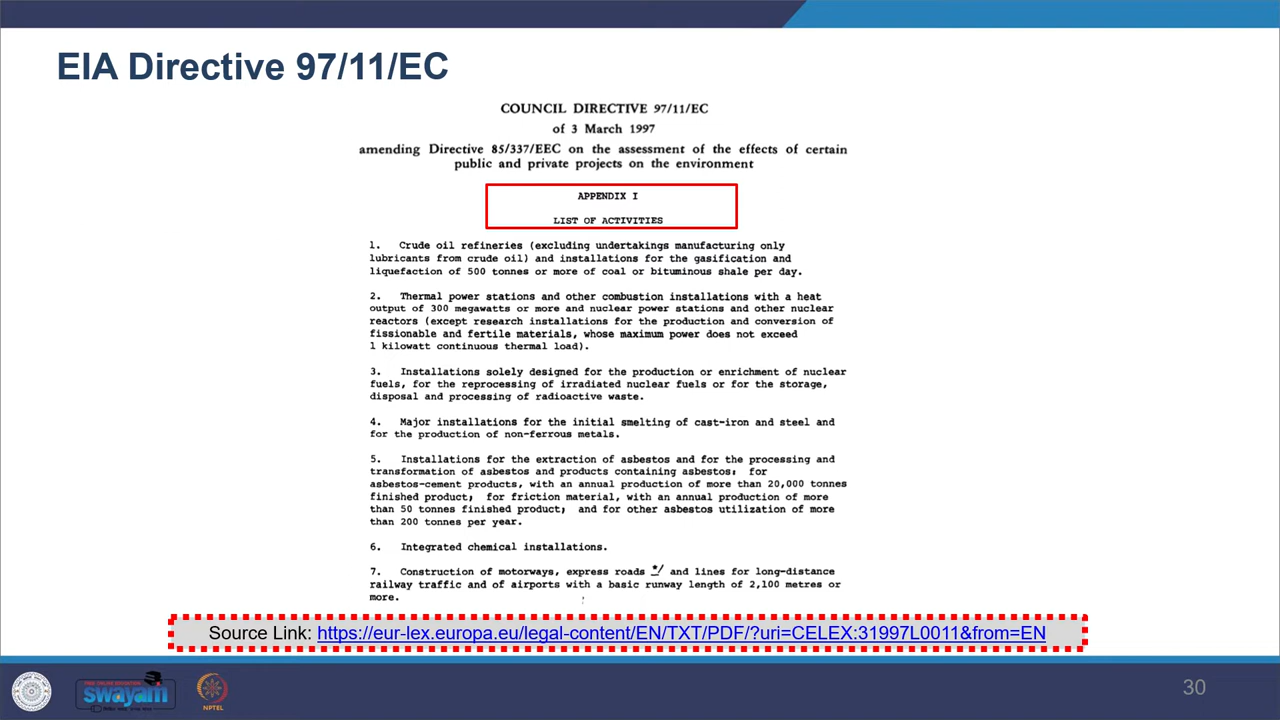 EIA Directive 97/11/EC
COUNCIL DIRECTIVE 97/11/EC
of 3 March 1997
amending Directive 85/337/EEC on the assessment of the effects of certain
public and private projects on the environment
APPENDIX I
LIST OF ACTIVITIES
1. Crude oil refineries (excluding undertakings manufacturing only
lubricants from crude oil) and installations for the gasification and
liquefaction of 500 tonnes or more of coal or bituminous shale per day.
2. Thermal power stations and other combustion installations with a heat
output of 300 megawatts or more and nuclear power stations and other nuclear
reactors (except research installations for the production and conversion of
fissionable and fertile materials, whose maximum power does not exceed
1 kilowatt continuous thermal load).
3. Installations solely designed for the production or enrichment of nuclear
fuels, for the reprocessing of irradiated nuclear fuels or for the storage,
disposal and processing of radioactive waste.
4. Major installations for the initial smelting of cast-iron and steel and
for the production of non-ferrous metals.
5. Installations for the extraction of asbestos and for the processing and
transformation of asbestos and products containing asbestos: for
asbestos-cement products, with an annual production of more than 20,000 tonnes
finished product; for friction material, with an annual production of more
than 50 tonnes finished product; and for other asbestos utilization of more
than 200 tonnes per year.
6. Integrated chemical installations.
7. Construction of motorways, express roads */ and lines for long-distance
railway traffic and of airports with a basic runway length of 2,100 metres or
more.
Source Link: https://eur-lex.europa.eu/legal-content/EN/TXT/PDF/?uri=CELEX:31997L0011&from=EN
swayam
NPTEL
30